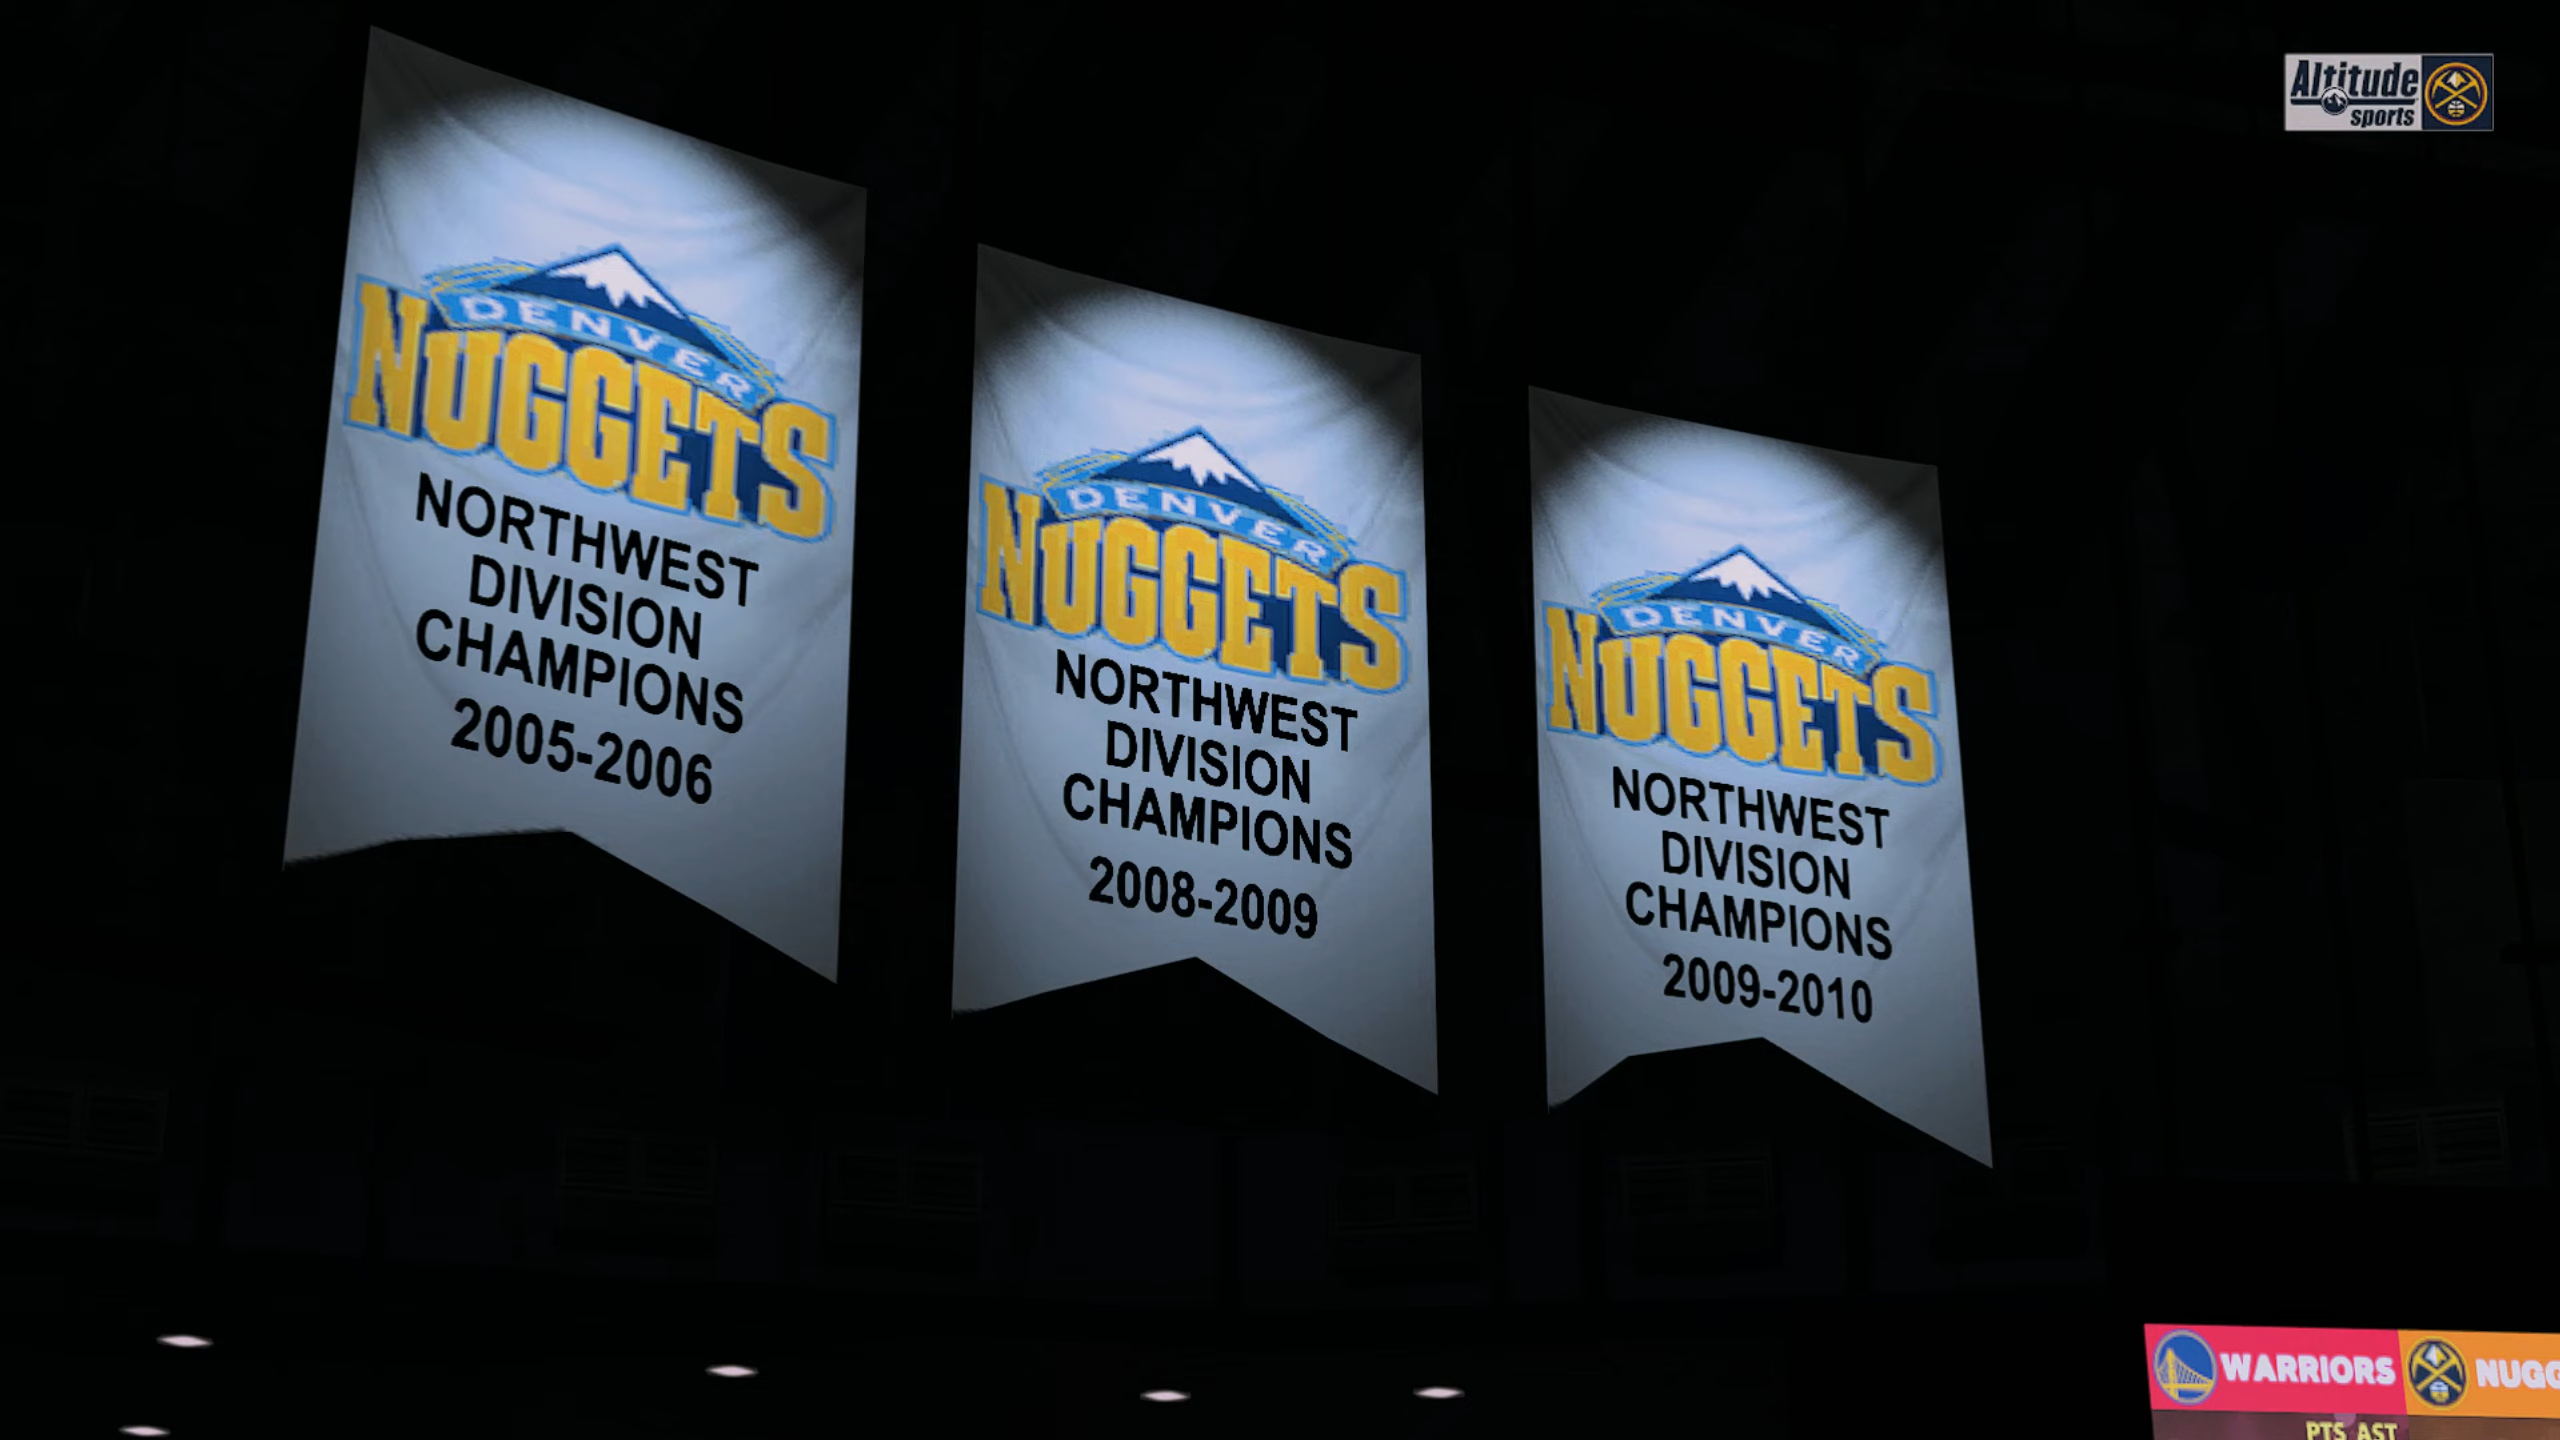 Altitude
sports
DENVER
NUGGETS
NORTHWEST
DIVISION
CHAMPIONS
2005-2006
DENVER
NUGGETS
NORTHWEST
DIVISION
CHAMPIONS
2008-2009
DENVER
NUGGETS
NORTHWEST
DIVISION
CHAMPIONS
2009-2010
WARRIORS NUGG
PTS AST